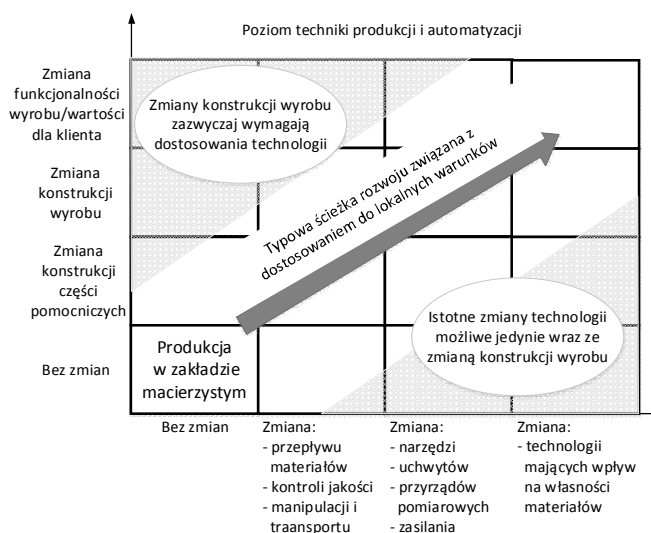 Poziom techniki produkcji i automatyzacji
Zmiana
funkcjonalności
wyrobu/wartości
dla klienta
Zmiany konstrukcji wyrobu
zazwyczaj wymagają
dostosowania technologii
Zmiana
konstrukcji
wyrobu
Typowa ścieżka rozwoju związana z
dostosowaniem do lokalnych warunków
Zmiana
konstrukcji
części
pomocniczych
Istotne zmiany technologii
możliwe jedynie wraz ze
zmianą konstrukcji wyrobu
Bez zmian
Produkcja
w zakładzie
macierzystym
Bez zmian
Zmiana:
- przepływu
materiałów
- kontroli jakości
- manipulacji i
traansportu
Zmiana:
- narzędzi
- uchwytów
- przyrządów
pomiarowych
- zasilania
Zmiana:
- technologii
mających wpływ
na własności
materiałów